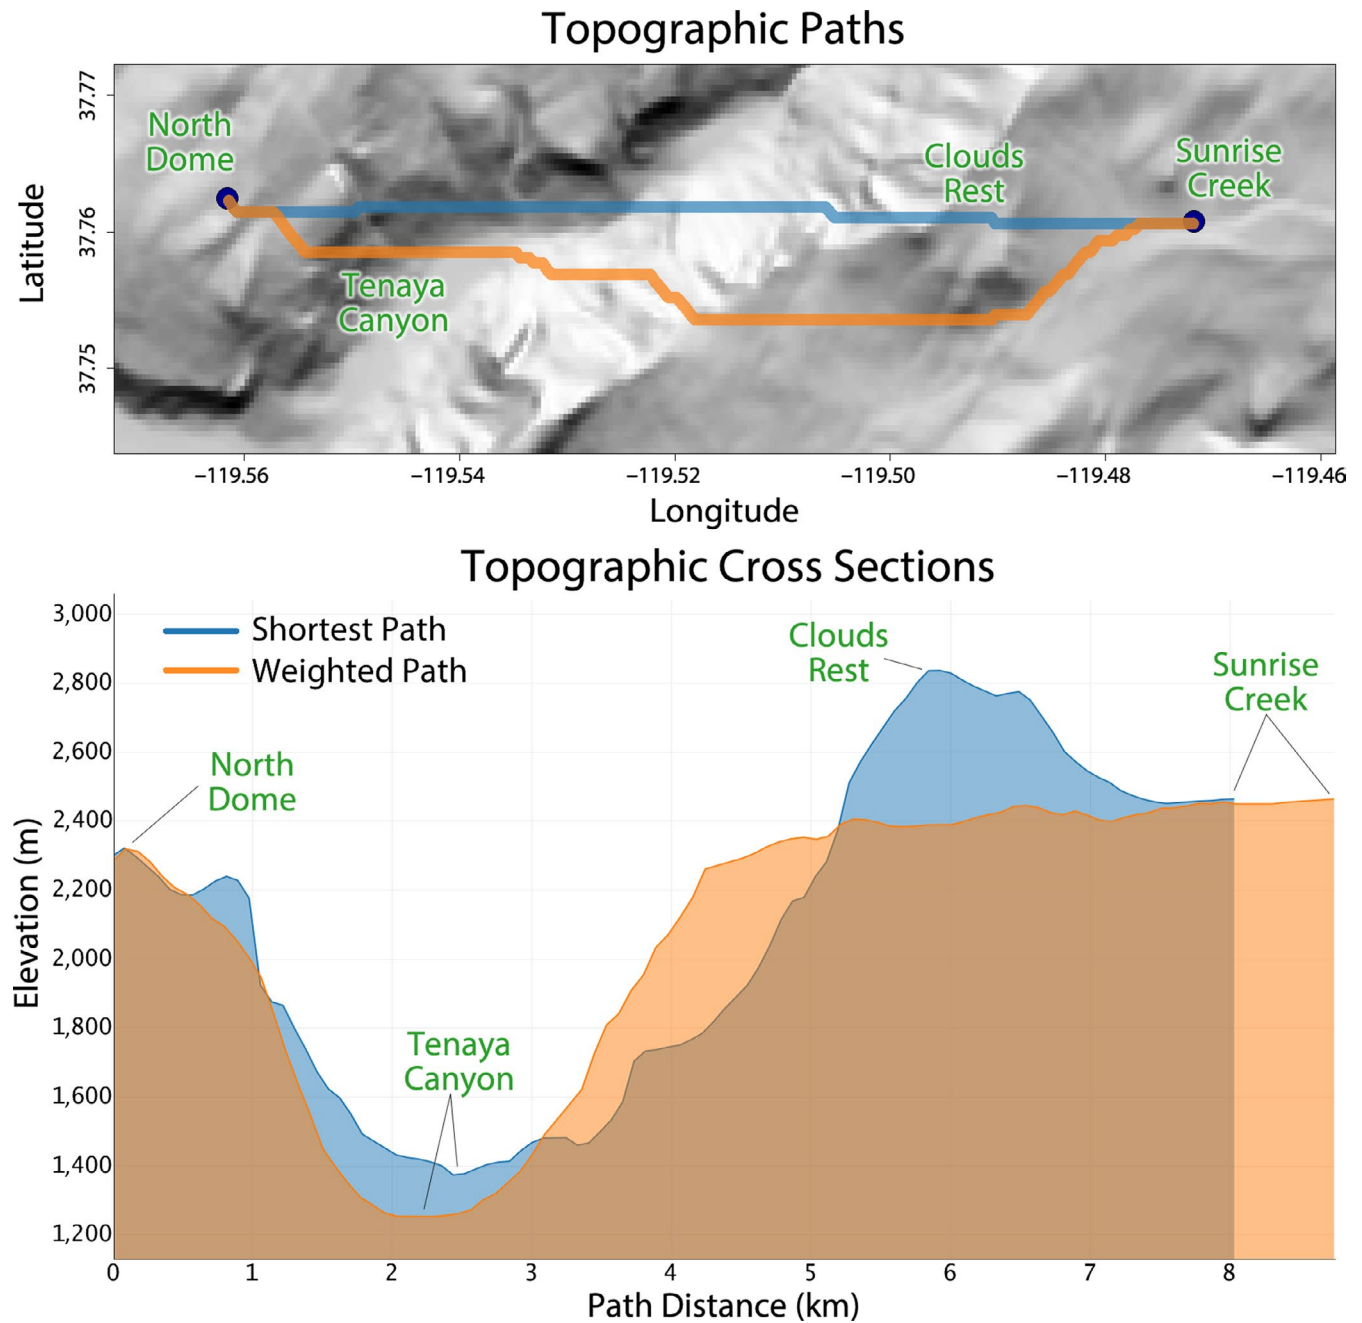 Topographic Paths
North
Dome
Clouds
Rest
Sunrise
Creek
Tenaya
Canyon
Latitude
37.77
37.76
37.75
−119.56
−119.54
−119.52
−119.50
−119.48
−119.46
Longitude
Topographic Cross Sections
3,000
2,800
2,600
2,400
2,200
2,000
1,800
1,600
1,400
1,200
Elevation (m)
Shortest Path
Weighted Path
Clouds
Rest
Sunrise
Creek
North
Dome
Tenaya
Canyon
0
1
2
3
4
5
6
7
8
Path Distance (km)